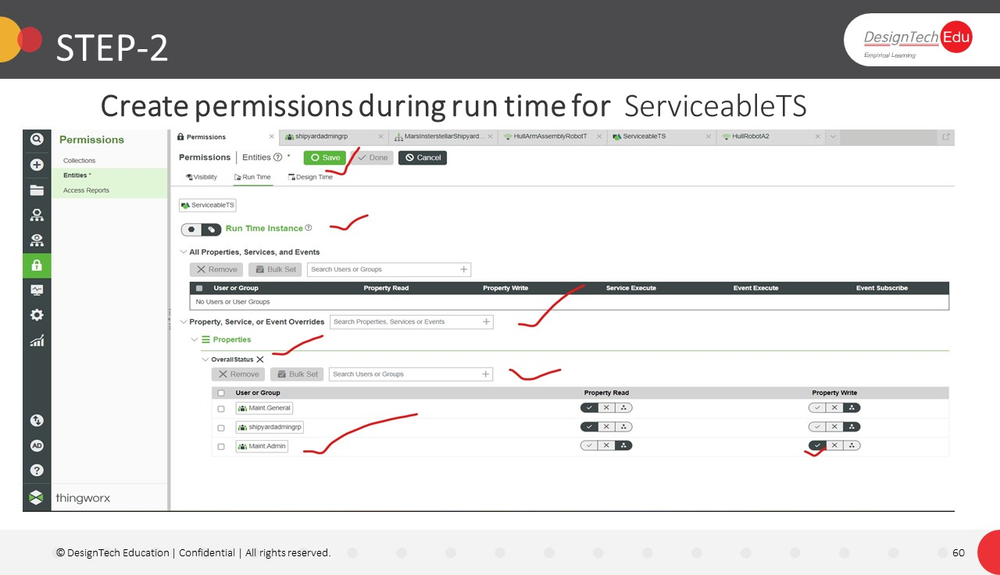 STEP-2
DesignTech Edu
Empirical Learning
Create permissions during run time for ServiceableTS
Permissions
Collections
Entities *
Access Reports
Permissions
shipyardadmingrp
MarsInsterstellarShipyard...
HullArmAssemblyRobotT
ServiceableTS
HullRobotA2
Permissions | Entities ? * Save Done Cancel
Visibility Run Time Design Time
ServiceableTS
Run Time Instance ?
All Properties, Services, and Events
Remove Bulk Set Search Users or Groups
User or Group Property Read Property Write Service Execute Event Execute Event Subscribe
No Users or User Groups
Property, Service, or Event Overrides Search Properties, Services or Events
Properties
OverallStatus
Remove Bulk Set Search Users or Groups
User or Group Property Read Property Write
Maint.General
shipyardadmingrp
Maint.Admin
AD
thingworx
© DesignTech Education | Confidential | All rights reserved.
60